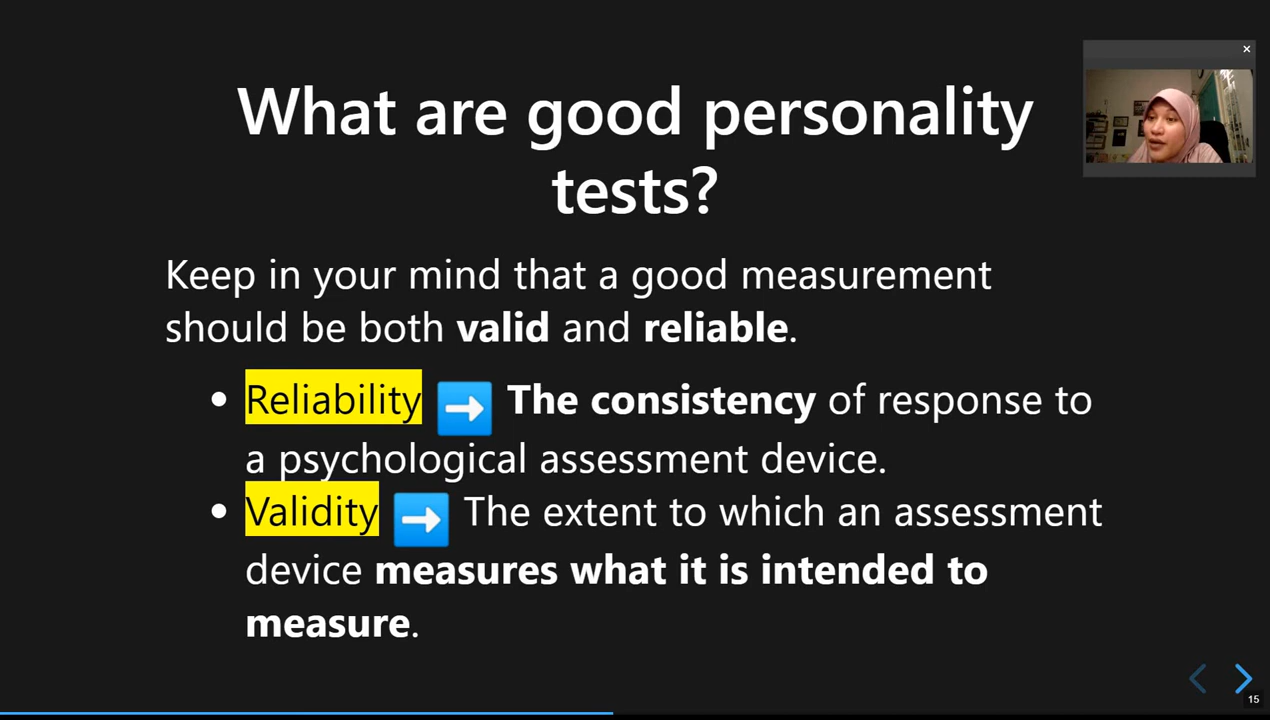 What are good personality
tests?
Keep in your mind that a good measurement
should be both valid and reliable.
• Reliability ➡ The consistency of response to
a psychological assessment device.
• Validity ➡ The extent to which an assessment
device measures what it is intended to
measure.
15